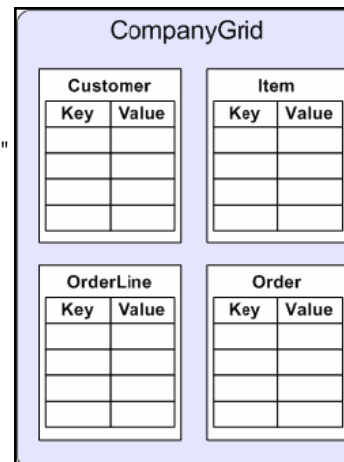 CompanyGrid
"
Customer Item
Key Value Key Value
OrderLine Order
Key Value Key Value